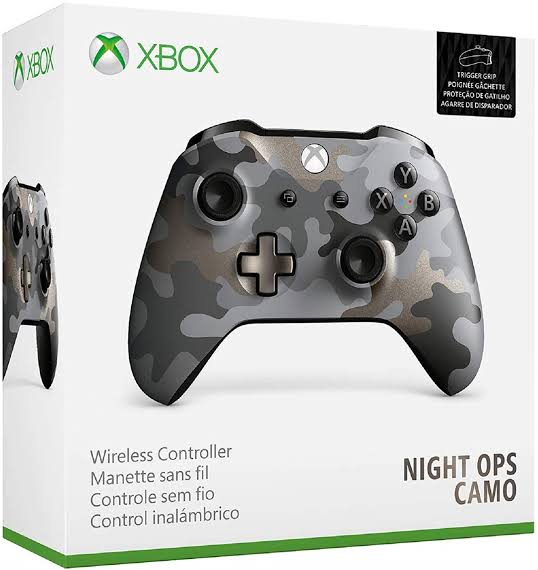 XBOX
XBOX
TRIGGER GRIP
POIGNÉE GÂCHETTE
PROTEÇÃO DE GATILHO
AGARRE DE DISPARADOR
Y
X
B
A
Wireless Controller
Manette sans fil
Controle sem fio
Control inalámbrico
NIGHT OPS
CAMO